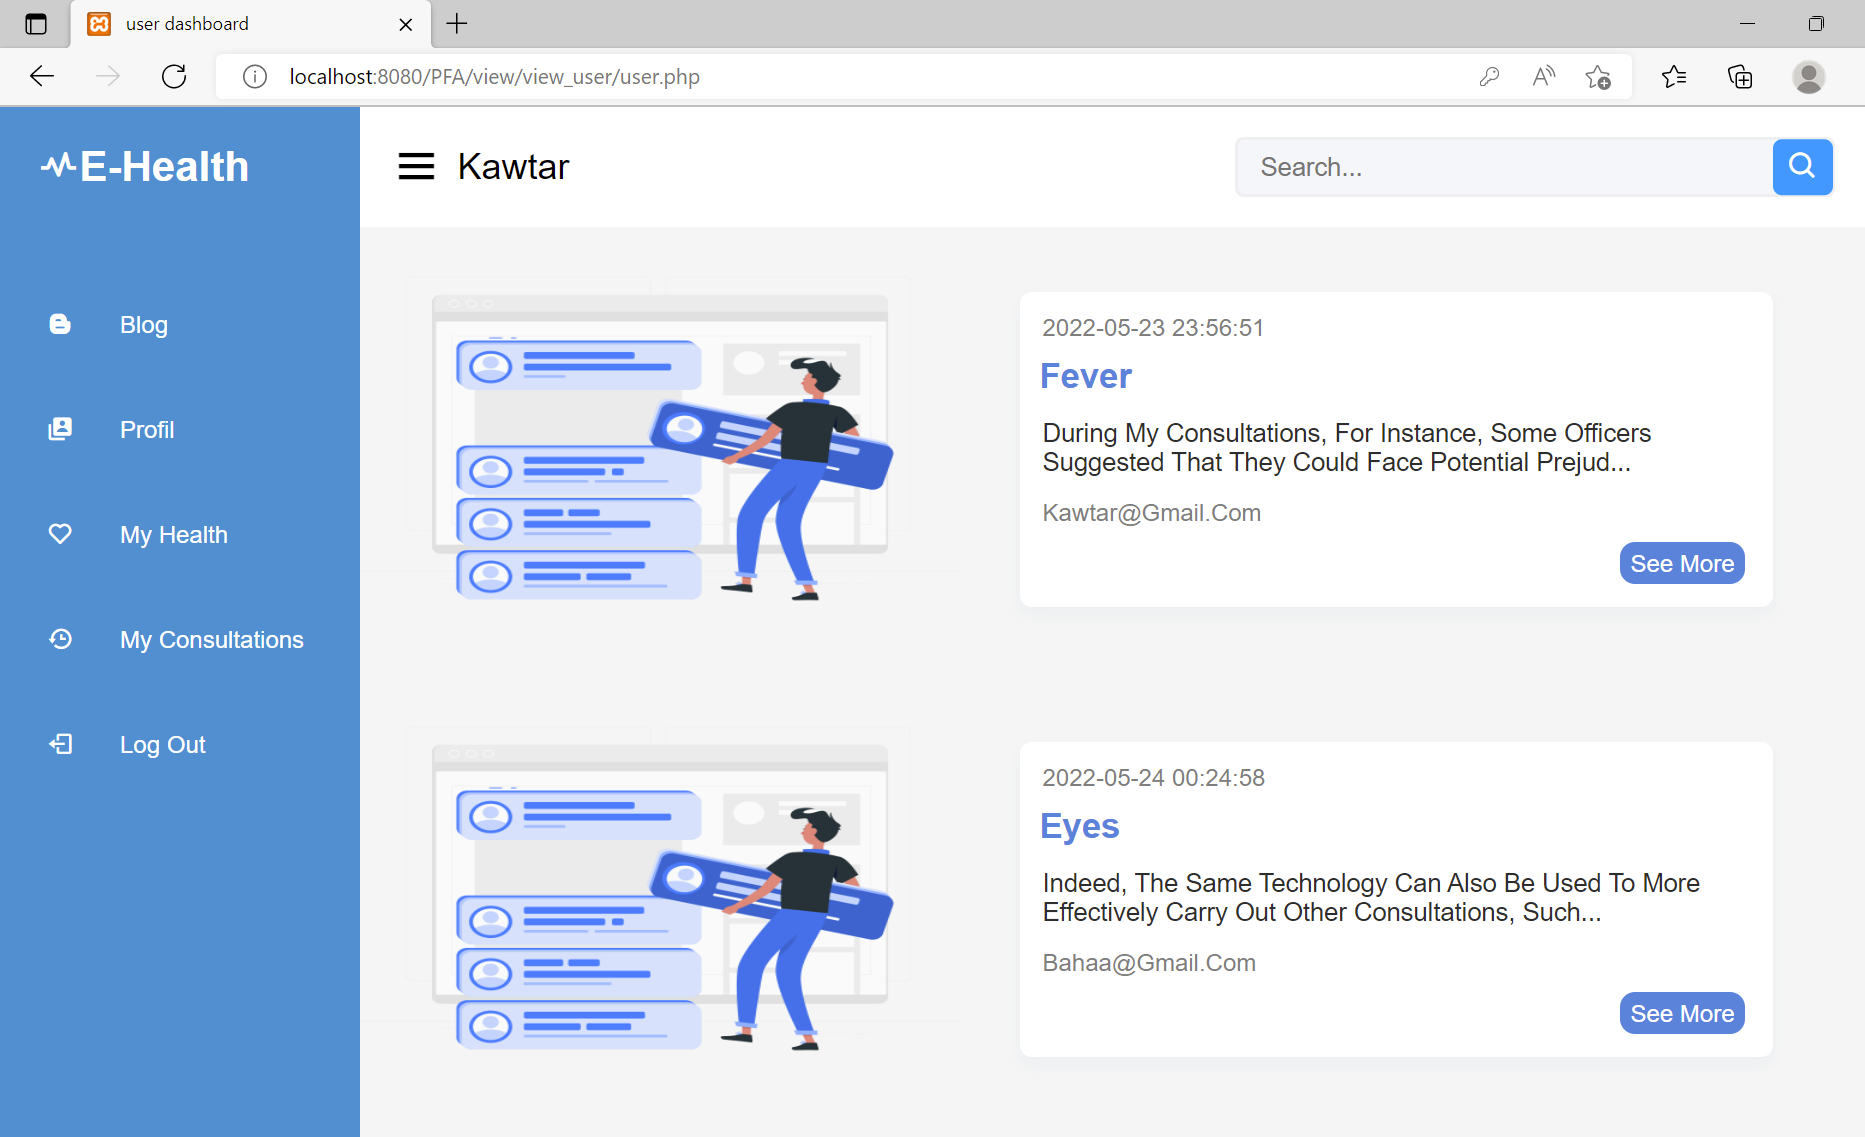 user dashboard
localhost:8080/PFA/view/view_user/user.php
E-Health
Kawtar
Search...
Blog
Profil
My Health
My Consultations
Log Out
2022-05-23 23:56:51
Fever
During My Consultations, For Instance, Some Officers
Suggested That They Could Face Potential Prejud...
Kawtar@Gmail.Com
See More
2022-05-24 00:24:58
Eyes
Indeed, The Same Technology Can Also Be Used To More
Effectively Carry Out Other Consultations, Such...
Bahaa@Gmail.Com
See More